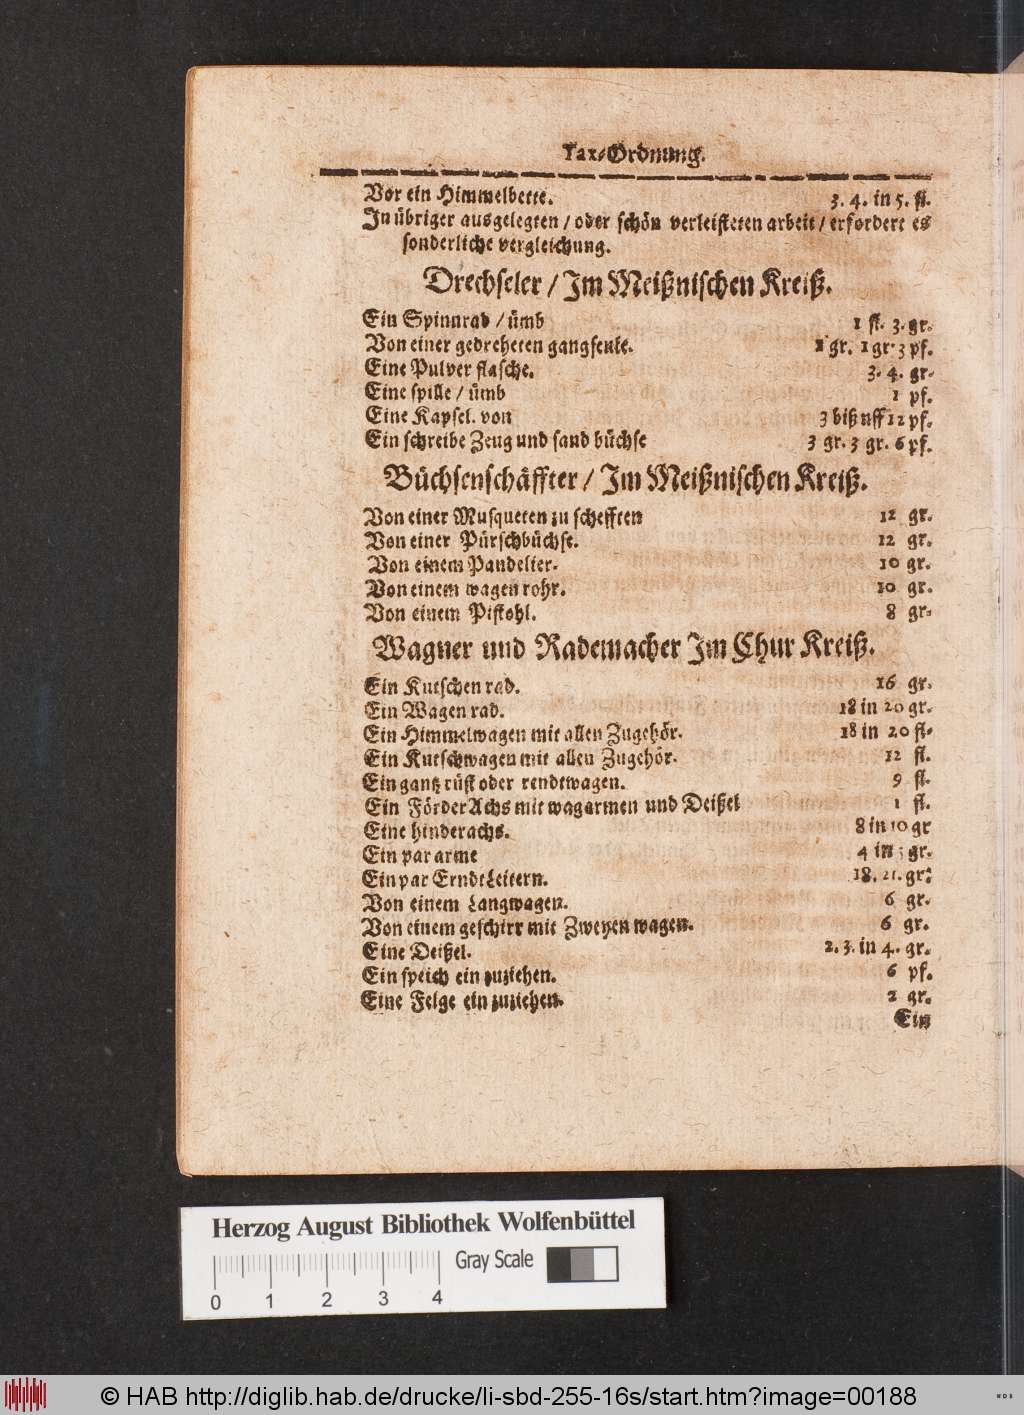 Tax-Ordnung.
Vor ein Himmelbette. 3. 4. in 5. fl.
In übriger ausgelegten / oder schön verleisteten arbeit / erfordert es
sonderliche vergleichung.
Drechseler / Im Meißnischen Kreiß.
Ein Spinnrad / ümb 1 fl. 3. gr.
Von einer gedreheten gangseule. 1 gr. 1 gr. 3 pf.
Eine Pulver flasche. 3. 4. gr.
Eine spille / ümb 1 pf.
Eine Kapsel. von 3 biß uff 12 pf.
Ein schreibe Zeug und sand büchse 3 gr. 3 gr. 6 pf.
Büchsenschäffter / Im Meißnischen Kreiß.
Von einer Musqueten zu schefften 12 gr.
Von einer Pürschbüchse. 12 gr.
Von einem Pandelier. 10 gr.
Von einem wagen rohr. 10 gr.
Von einem Pistohl. 8 gr.
Wagner und Rademacher Im Chur Kreiß.
Ein Kutschen rad. 16 gr.
Ein Wagen rad. 18 in 20 gr.
Ein Himmelwagen mit allen Zugehör. 18 in 20 fl.
Ein Kutschwagen mit allen Zugehör. 12 fl.
Ein gantz rüst oder rendtwagen. 9 fl.
Ein Förder Achs mit wagarmen und Deißel 1 fl.
Eine hinderachs. 8 in 10 gr
Ein par arme 4 in 5 gr.
Ein par Erndt Leitern. 18. 21. gr.
Von einem Langwagen. 6 gr.
Von einem geschirr mit Zweyen wagen. 6 gr.
Eine Deißel. 2. 3. in 4. gr.
Ein speich ein zuziehen. 6 pf.
Eine Felge ein zuziehen. 2 gr.
Ein
Herzog August Bibliothek Wolfenbüttel
Gray Scale
0 1 2 3 4
© HAB http://diglib.hab.de/drucke/li-sbd-255-16s/start.htm?image=00188
WDB